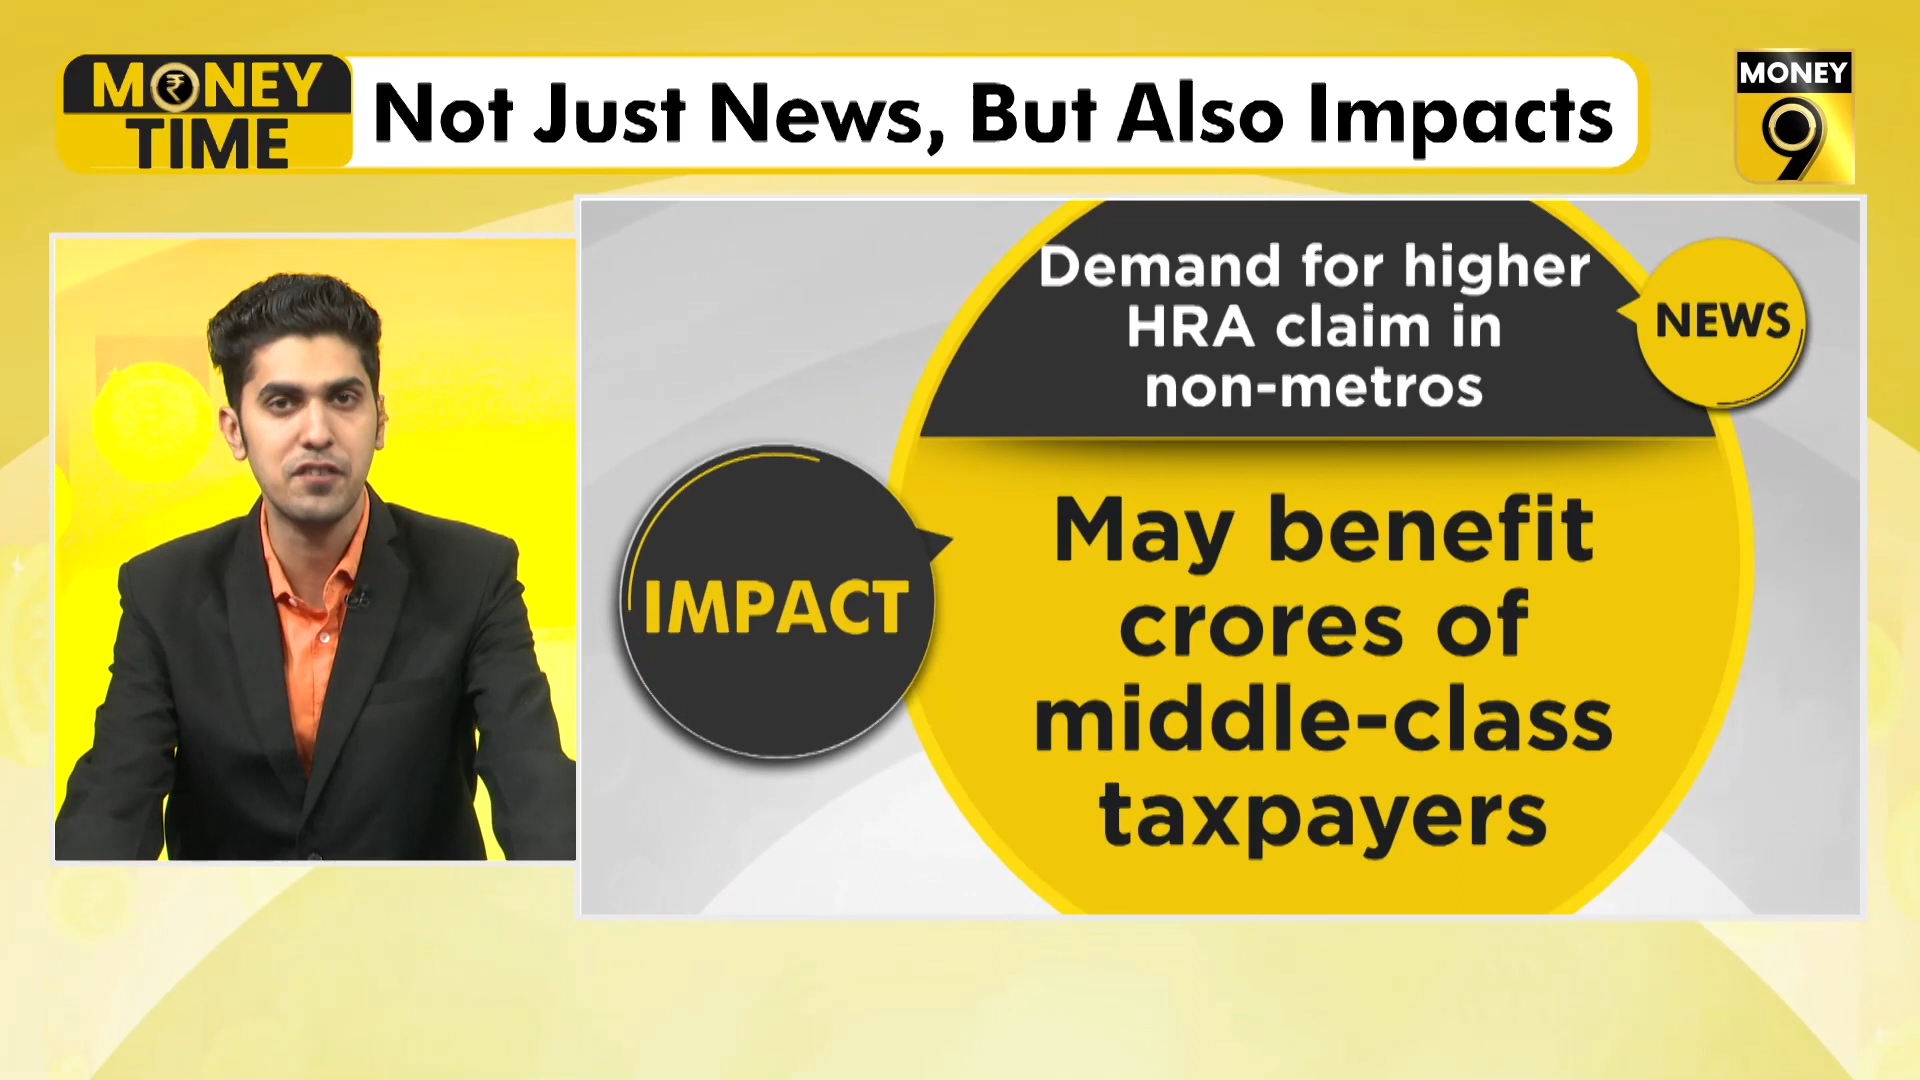 MONEY
TIME
Not Just News, But Also Impacts
MONEY
9
Demand for higher
HRA claim in
non-metros
NEWS
IMPACT
May benefit
crores of
middle-class
taxpayers